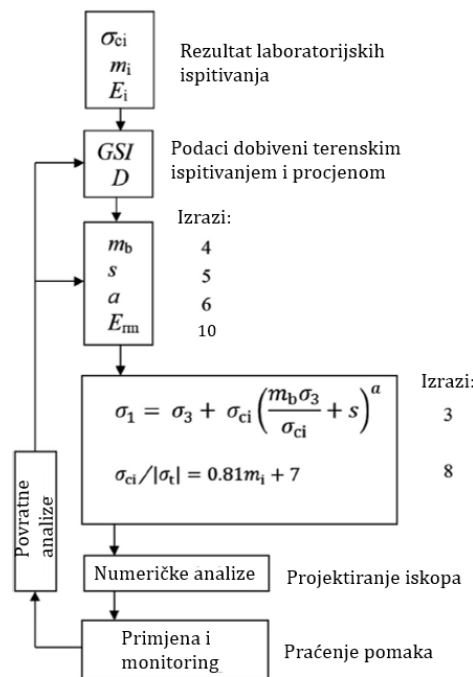 σci
mi
Ei
Rezultat laboratorijskih
ispitivanja
GSI
D
Podaci dobiveni terenskim
ispitivanjem i procjenom
Izrazi:
mb
4
s
5
a
6
Erm
10
Izrazi:
σ1 = σ3 + σci(mbσ3/σci + s)^a
3
σci/|σt| = 0.81mi + 7
8
Povratne
analize
Numeričke analize
Projektiranje iskopa
Primjena i
monitoring
Praćenje pomaka